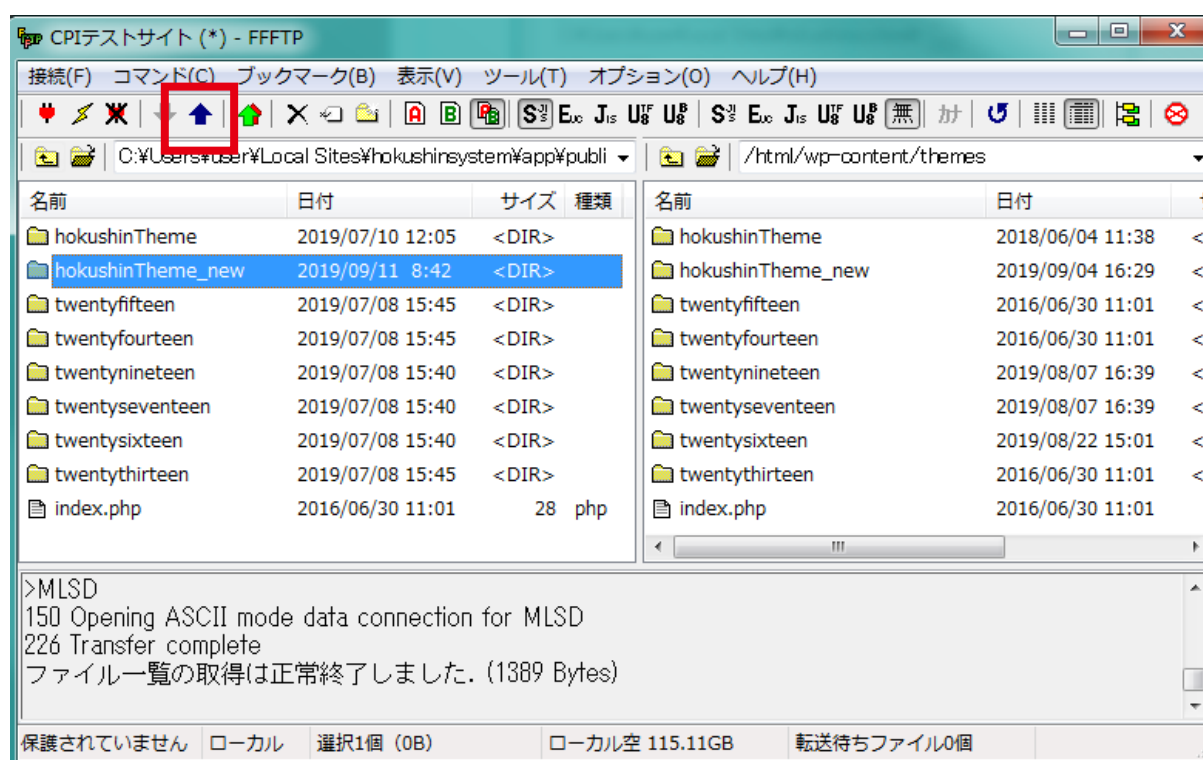 CPIテストサイト (*) - FFFTP
接続(F) コマンド(C) ブックマーク(B) 表示(V) ツール(T) オプション(O) ヘルプ(H)
A B S Euc Jis S Euc Jis 無 カナ
C:¥Users¥user¥Local Sites¥hokushinsystem¥app¥publi /html/wp-content/themes
名前 日付 サイズ 種類 名前 日付
hokushinTheme 2019/07/10 12:05 <DIR> hokushinTheme 2018/06/04 11:38 <
hokushinTheme_new 2019/09/11 8:42 <DIR> hokushinTheme_new 2019/09/04 16:29 <
twentyfifteen 2019/07/08 15:45 <DIR> twentyfifteen 2016/06/30 11:01 <
twentyfourteen 2019/07/08 15:45 <DIR> twentyfourteen 2016/06/30 11:01 <
twentynineteen 2019/07/08 15:40 <DIR> twentynineteen 2019/08/07 16:39 <
twentyseventeen 2019/07/08 15:40 <DIR> twentyseventeen 2019/08/07 16:39 <
twentysixteen 2019/07/08 15:40 <DIR> twentysixteen 2019/08/22 15:01 <
twentythirteen 2019/07/08 15:45 <DIR> twentythirteen 2016/06/30 11:01 <
index.php 2016/06/30 11:01 28 php index.php 2016/06/30 11:01
>MLSD
150 Opening ASCII mode data connection for MLSD
226 Transfer complete
ファイル一覧の取得は正常終了しました. (1389 Bytes)
保護されていません ローカル 選択1個（0B） ローカル空 115.11GB 転送待ちファイル0個